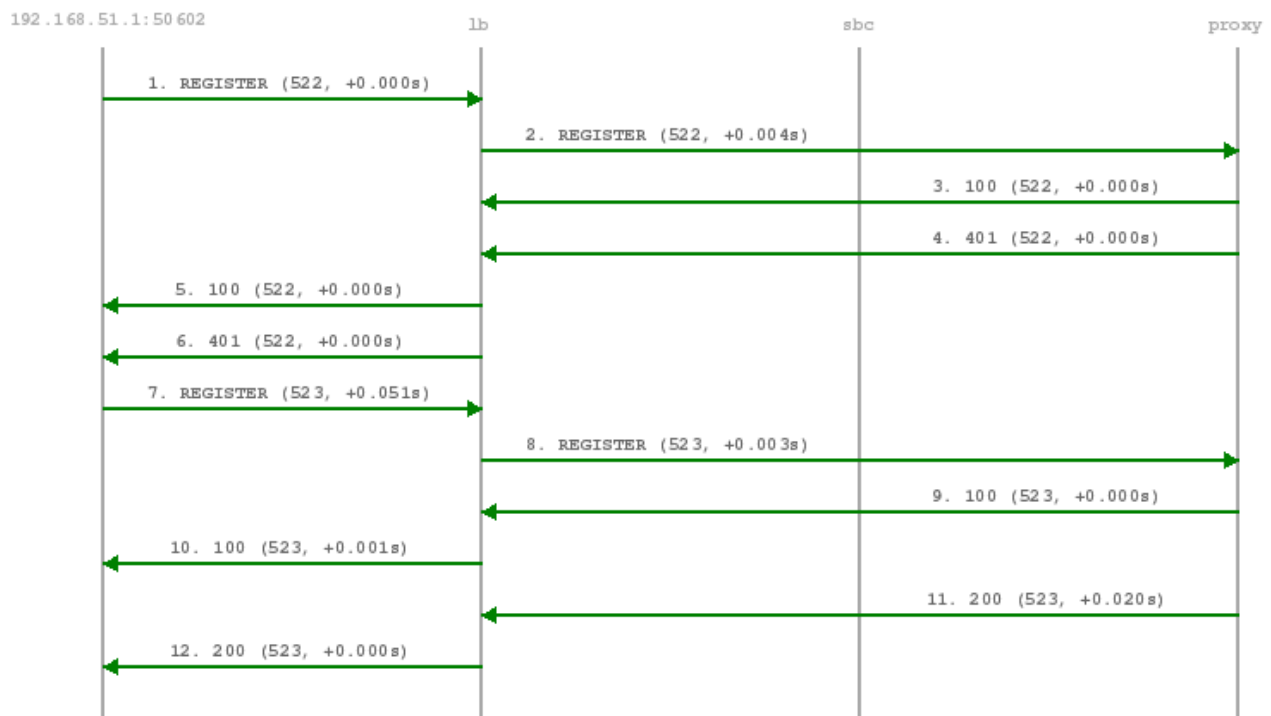 192.168.51.1:50602 lb sbc proxy
1. REGISTER (522, +0.000s)
2. REGISTER (522, +0.004s)
3. 100 (522, +0.000s)
4. 401 (522, +0.000s)
5. 100 (522, +0.000s)
6. 401 (522, +0.000s)
7. REGISTER (523, +0.051s)
8. REGISTER (523, +0.003s)
9. 100 (523, +0.000s)
10. 100 (523, +0.001s)
11. 200 (523, +0.020s)
12. 200 (523, +0.000s)